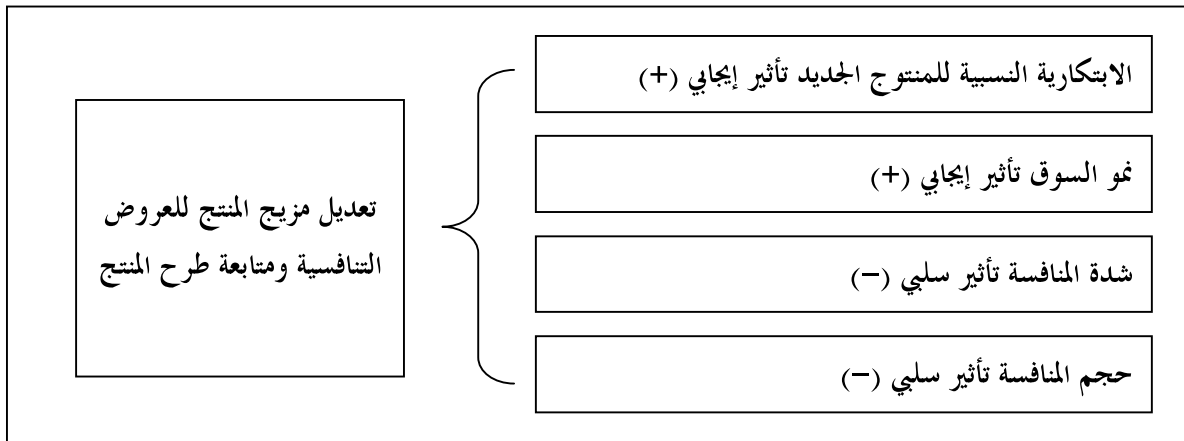 الابتكارية النسبية للمنتوج الجديد تأثير إيجابي (+)
نمو السوق تأثير إيجابي (+)
شدة المنافسة تأثير سلبي (−)
حجم المنافسة تأثير سلبي (−)
تعديل مزيج المنتج للعروض
التنافسية ومتابعة طرح المنتج